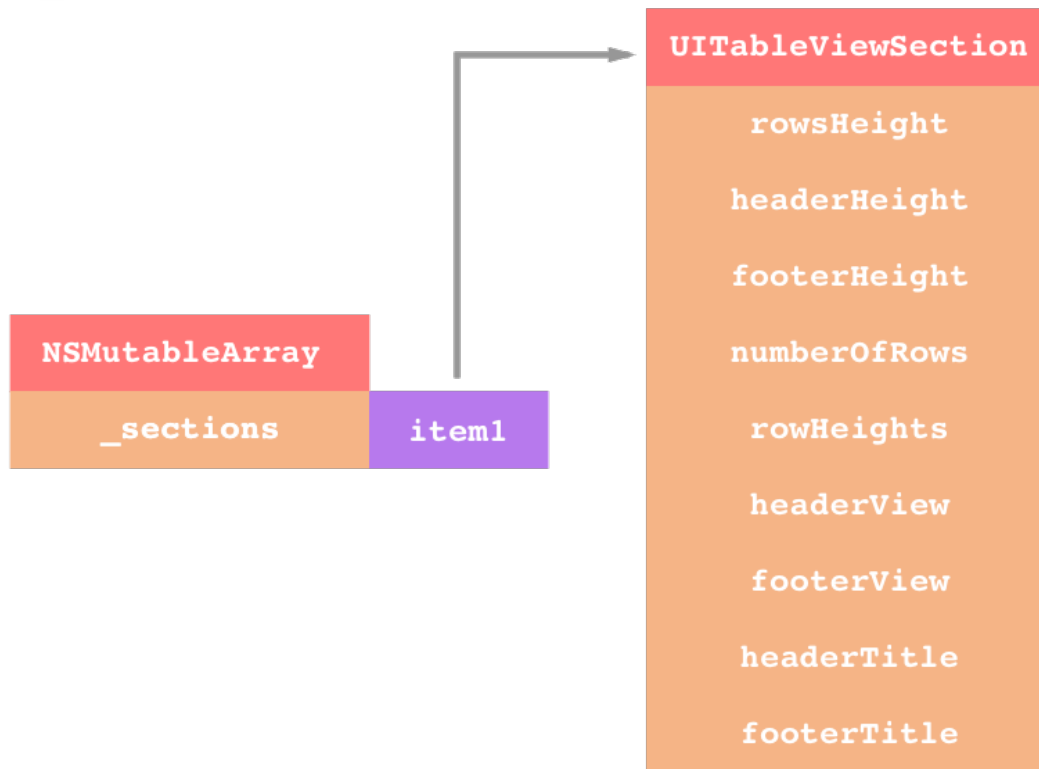 UITableViewSection
rowsHeight
headerHeight
footerHeight
numberOfRows
rowHeights
headerView
footerView
headerTitle
footerTitle
NSMutableArray
_sections
item1